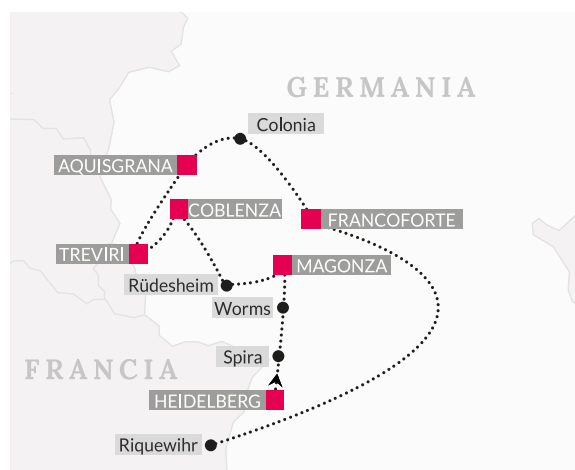 GERMANIA
Colonia
AQUISGRANA
COBLENZA
FRANCOFORTE
TREVIRI
MAGONZA
Rüdesheim
Worms
Spira
FRANCIA
HEIDELBERG
Riquewihr